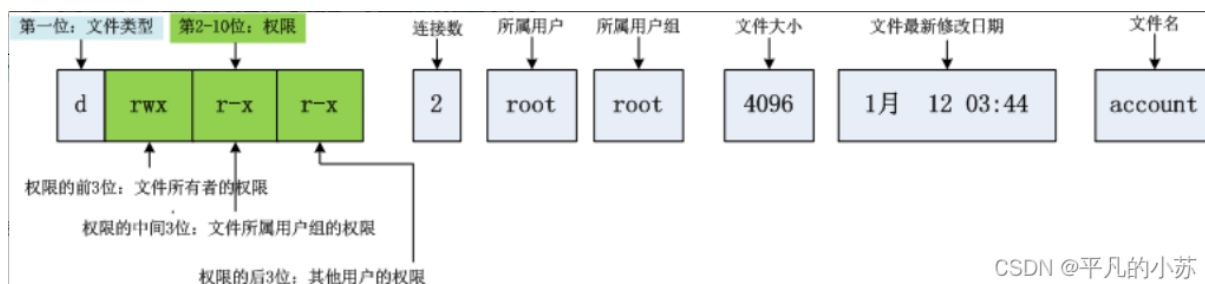 第一位：文件类型 第2-10位：权限 连接数 所属用户 所属用户组 文件大小 文件最新修改日期 文件名
d rwx r-x r-x 2 root root 4096 1月 12 03:44 account
权限的前3位：文件所有者的权限
权限的中间3位：文件所属用户组的权限
权限的后3位：其他用户的权限
CSDN @平凡的小苏